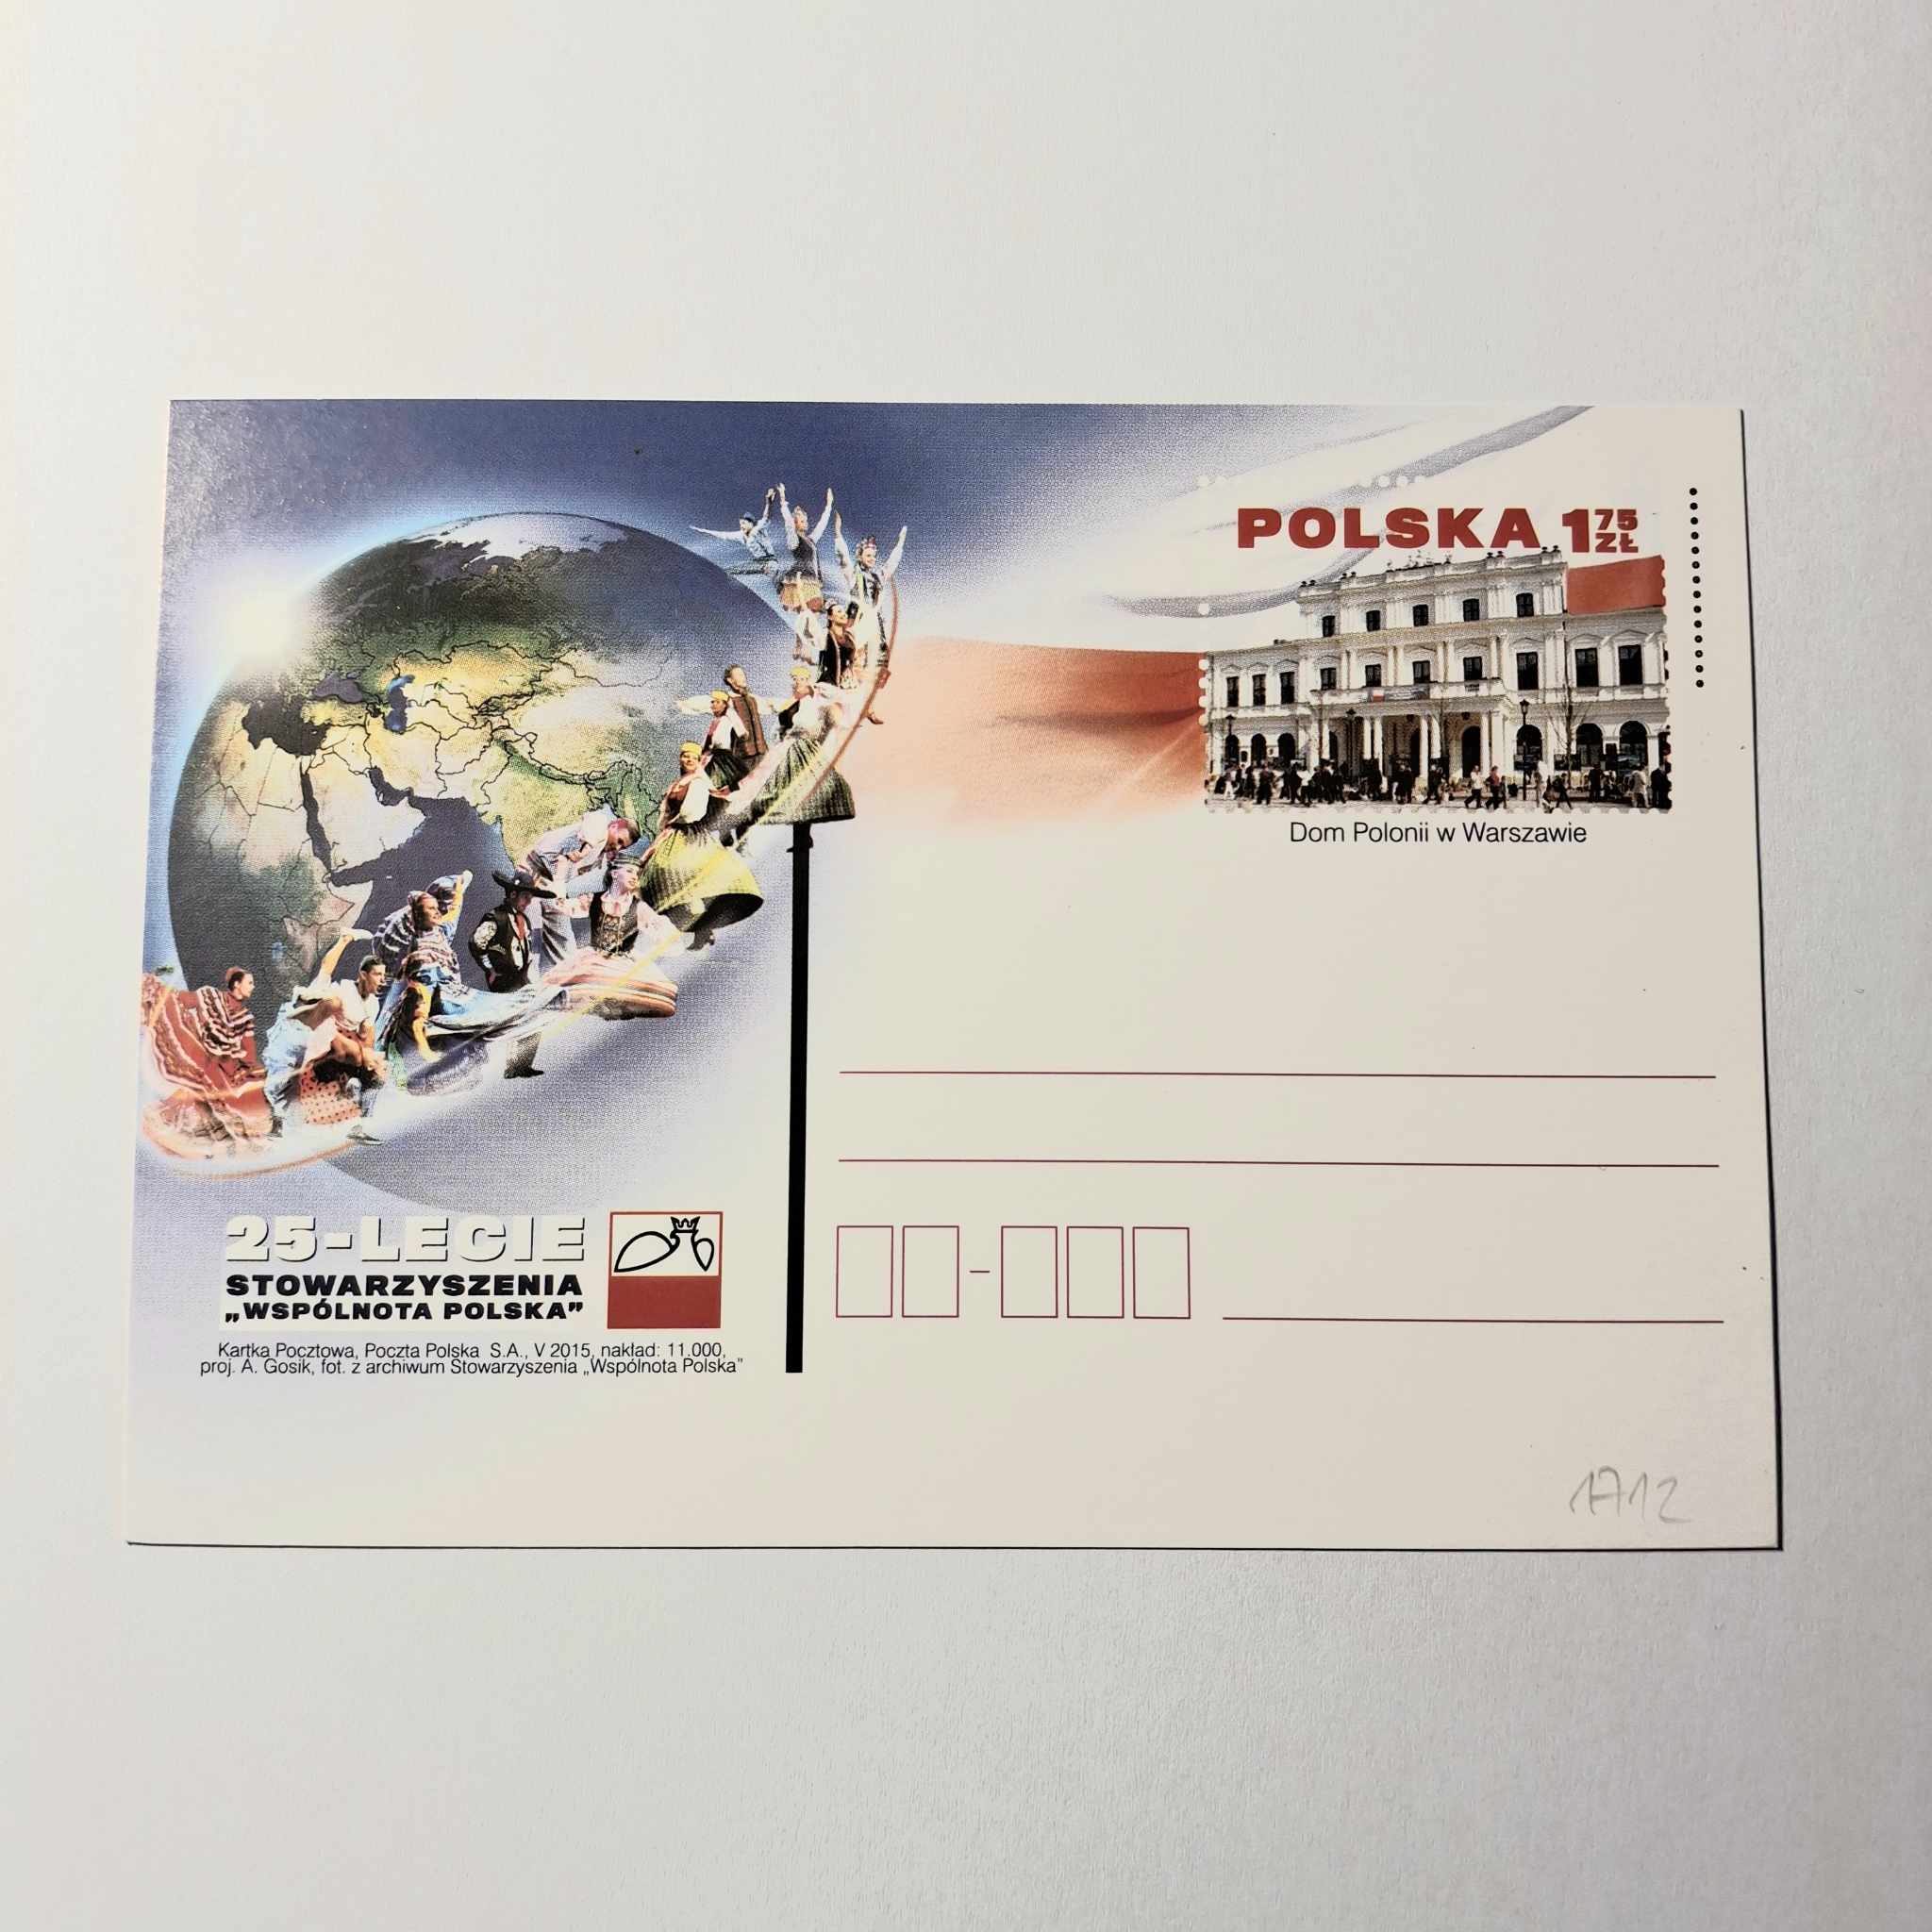 POLSKA 1 75 ZŁ
Dom Polonii w Warszawie
25-LECIE
STOWARZYSZENIA
„WSPÓLNOTA POLSKA”
Kartka Pocztowa, Poczta Polska S.A., V 2015, nakład: 11.000,
proj. A. Gosik, fot. z archiwum Stowarzyszenia „Wspólnota Polska”
1712